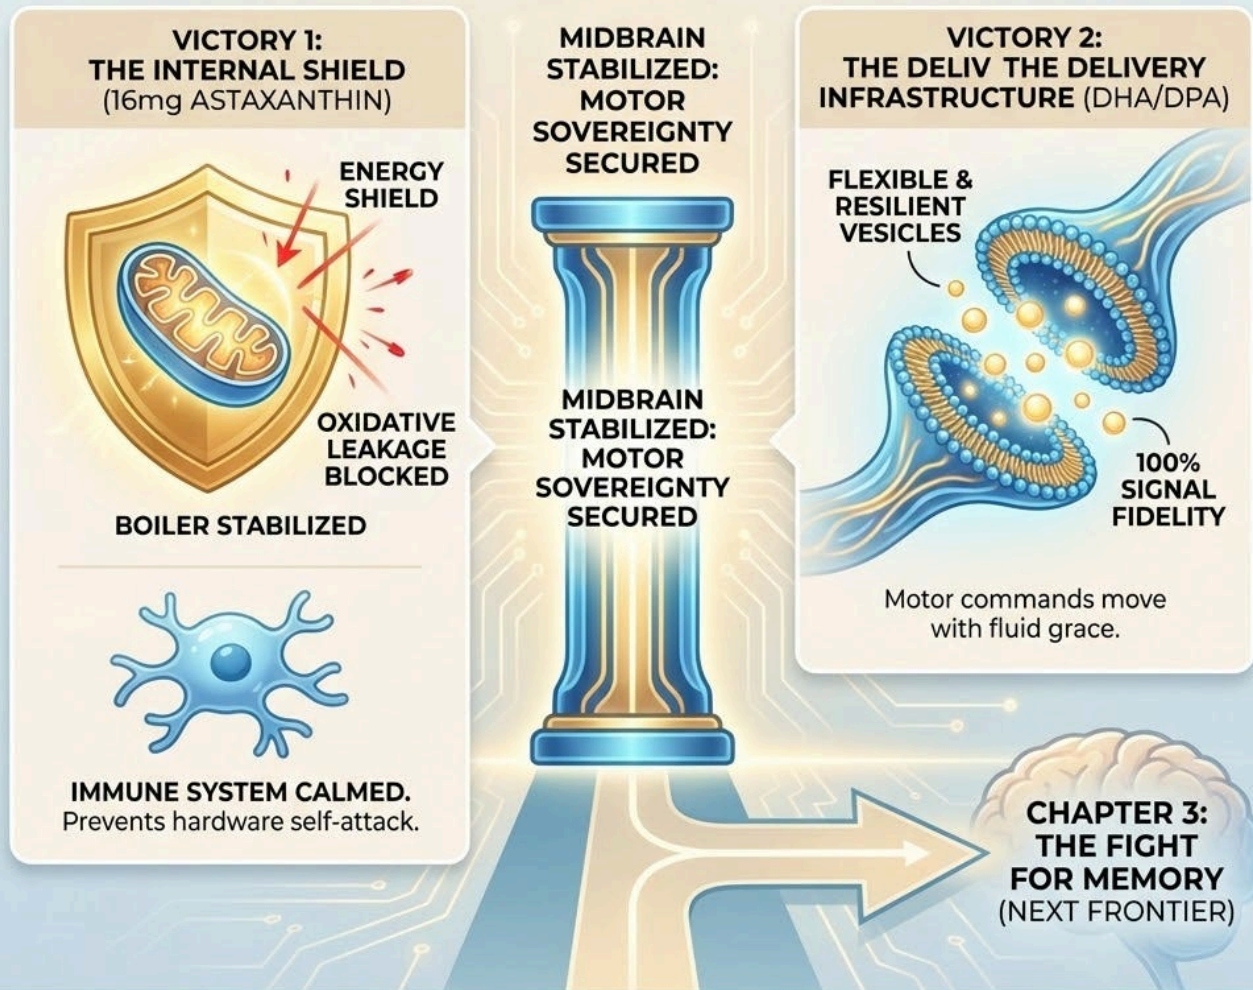 VICTORY 1:
THE INTERNAL SHIELD
(16mg ASTAXANTHIN)
ENERGY
SHIELD
OXIDATIVE
LEAKAGE
BLOCKED
BOILER STABILIZED
IMMUNE SYSTEM CALMED.
Prevents hardware self-attack.
MIDBRAIN
STABILIZED:
MOTOR
SOVEREIGNTY
SECURED
MIDBRAIN
STABILIZED:
MOTOR
SOVEREIGNTY
SECURED
VICTORY 2:
THE DELIV THE DELIVERY
INFRASTRUCTURE (DHA/DPA)
FLEXIBLE &
RESILIENT
VESICLES
100%
SIGNAL
FIDELITY
Motor commands move
with fluid grace.
CHAPTER 3:
THE FIGHT
FOR MEMORY
(NEXT FRONTIER)